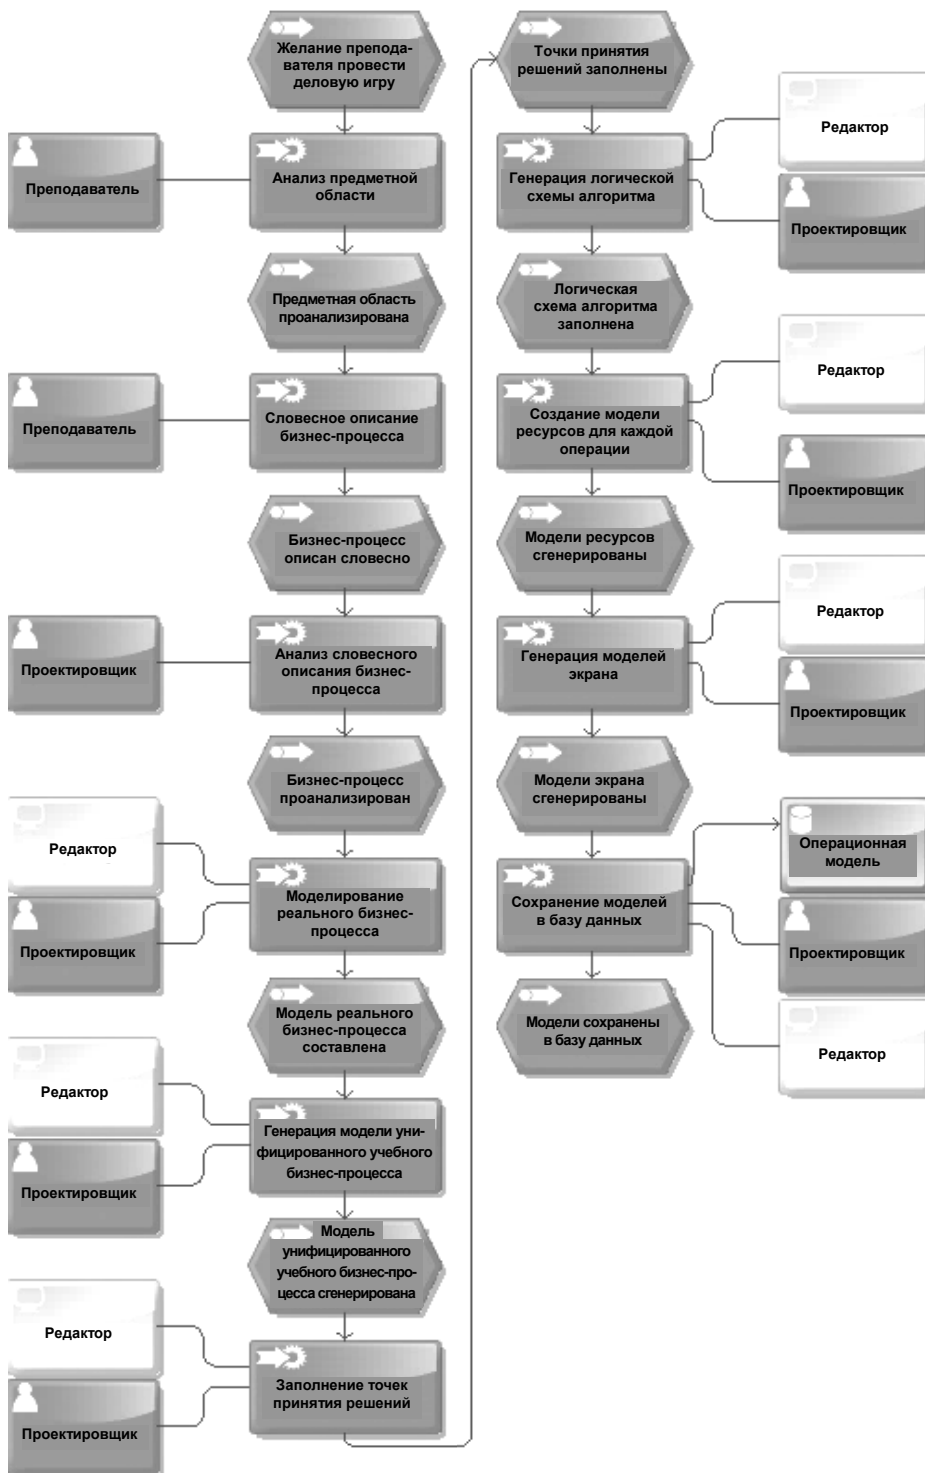 Желание препода-
вателя провести
деловую игру
Преподаватель
Анализ предметной
области
Предметная область
проанализирована
Преподаватель
Словесное описание
бизнес-процесса
Бизнес-процесс
описан словесно
Проектировщик
Анализ словесного
описания бизнес-
процесса
Бизнес-процесс
проанализирован
Редактор
Проектировщик
Моделирование
реального бизнес-
процесса
Модель реального
бизнес-процесса
составлена
Редактор
Проектировщик
Генерация модели уни-
фицированного учебного
бизнес-процесса
Модель
унифицированного
учебного бизнес-про-
цесса сгенерирована
Редактор
Проектировщик
Заполнение точек
принятия решений
Точки принятия
решений заполнены
Генерация логической
схемы алгоритма
Редактор
Проектировщик
Логическая
схема алгоритма
заполнена
Создание модели
ресурсов для каждой
операции
Редактор
Проектировщик
Модели ресурсов
сгенерированы
Генерация моделей
экрана
Редактор
Проектировщик
Модели экрана
сгенерированы
Сохранение моделей
в базу данных
Операционная
модель
Проектировщик
Редактор
Модели сохранены
в базу данных